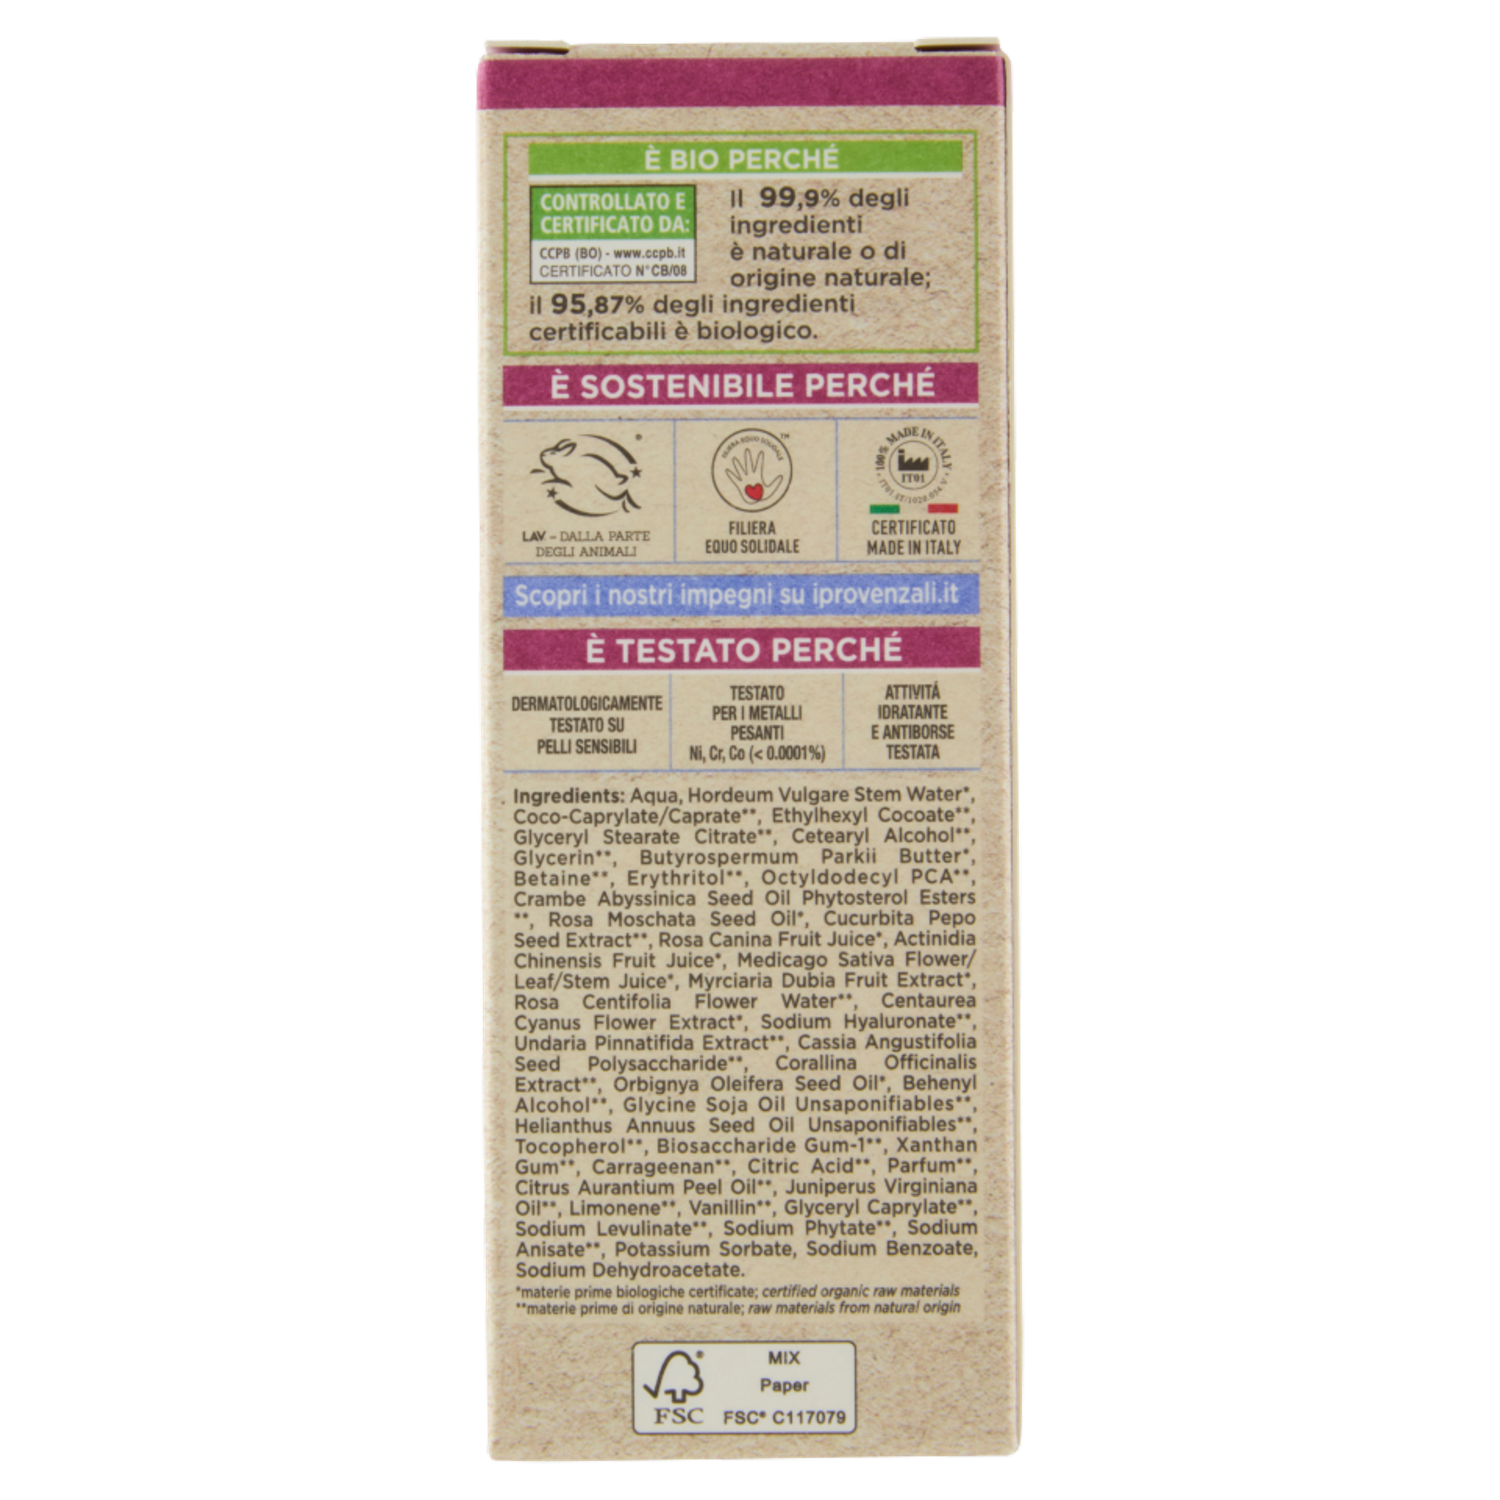 È BIO PERCHÉ
CONTROLLATO E
CERTIFICATO DA:
CCPB (BO) - www.ccpb.it
CERTIFICATO N°CB/08
Il 99,9% degli
ingredienti
è naturale o di
origine naturale;
il 95,87% degli ingredienti
certificabili è biologico.
È SOSTENIBILE PERCHÉ
LAV – DALLA PARTE
DEGLI ANIMALI
FILIERA EQUO SOLIDALE
™
FILIERA
EQUO SOLIDALE
100% MADE IN ITALY
IT01
CERTIFICATO
MADE IN ITALY
Scopri i nostri impegni su iprovenzali.it
È TESTATO PERCHÉ
DERMATOLOGICAMENTE
TESTATO SU
PELLI SENSIBILI
TESTATO
PER I METALLI
PESANTI
Ni, Cr, Co (< 0.0001%)
ATTIVITÁ
IDRATANTE
E ANTIBORSE
TESTATA
Ingredients: Aqua, Hordeum Vulgare Stem Water*,
Coco-Caprylate/Caprate**, Ethylhexyl Cocoate**,
Glyceryl Stearate Citrate**, Cetearyl Alcohol**,
Glycerin**, Butyrospermum Parkii Butter*,
Betaine**, Erythritol**, Octyldodecyl PCA**,
Crambe Abyssinica Seed Oil Phytosterol Esters
**, Rosa Moschata Seed Oil*, Cucurbita Pepo
Seed Extract**, Rosa Canina Fruit Juice*, Actinidia
Chinensis Fruit Juice*, Medicago Sativa Flower/
Leaf/Stem Juice*, Myrciaria Dubia Fruit Extract*,
Rosa Centifolia Flower Water**, Centaurea
Cyanus Flower Extract*, Sodium Hyaluronate**,
Undaria Pinnatifida Extract**, Cassia Angustifolia
Seed Polysaccharide**, Corallina Officinalis
Extract**, Orbignya Oleifera Seed Oil*, Behenyl
Alcohol**, Glycine Soja Oil Unsaponifiables**,
Helianthus Annuus Seed Oil Unsaponifiables**,
Tocopherol**, Biosaccharide Gum-1**, Xanthan
Gum**, Carrageenan**, Citric Acid**, Parfum**,
Citrus Aurantium Peel Oil**, Juniperus Virginiana
Oil**, Limonene**, Vanillin**, Glyceryl Caprylate**,
Sodium Levulinate**, Sodium Phytate**, Sodium
Anisate**, Potassium Sorbate, Sodium Benzoate,
Sodium Dehydroacetate.
*materie prime biologiche certificate; certified organic raw materials
**materie prime di origine naturale; raw materials from natural origin
FSC
MIX
Paper
FSC® C117079